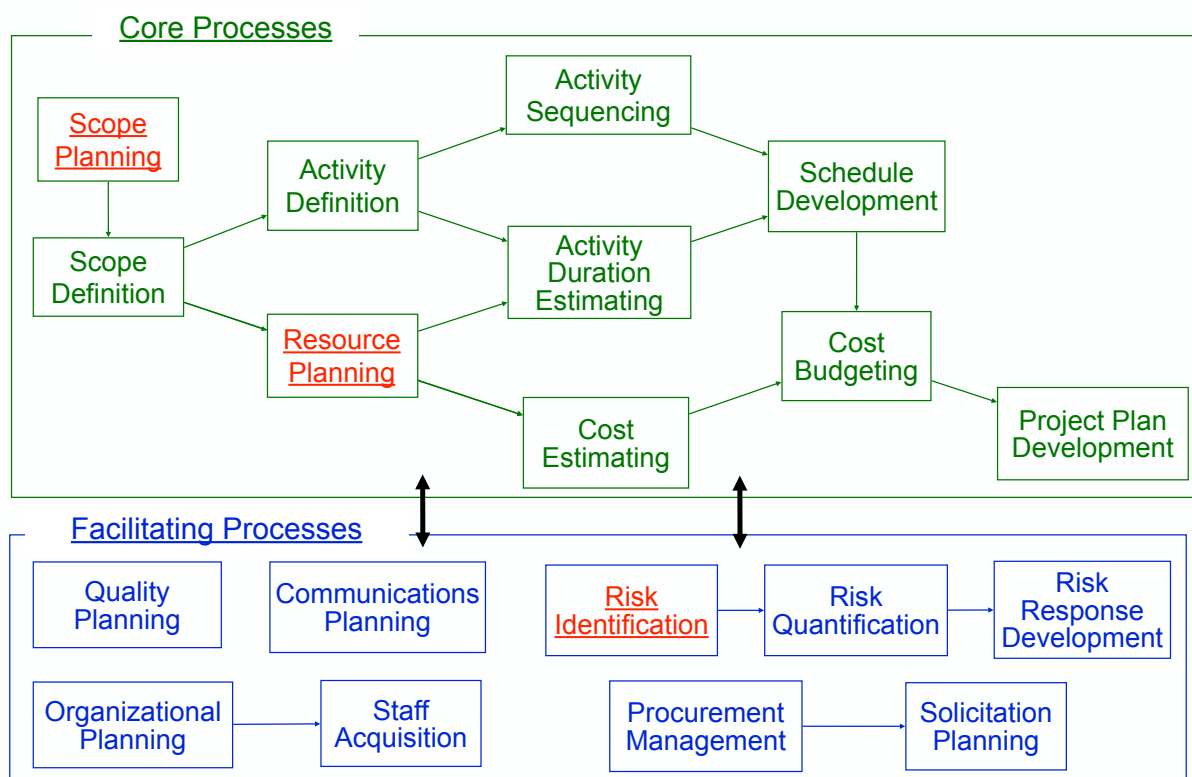 Core Processes
Scope
Planning
Scope
Definition
Activity
Definition
Resource
Planning
Activity
Sequencing
Activity
Duration
Estimating
Cost
Estimating
Schedule
Development
Cost
Budgeting
Project Plan
Development
Facilitating Processes
Quality
Planning
Communications
Planning
Risk
Identification
Risk
Quantification
Risk
Response
Development
Organizational
Planning
Staff
Acquisition
Procurement
Management
Solicitation
Planning